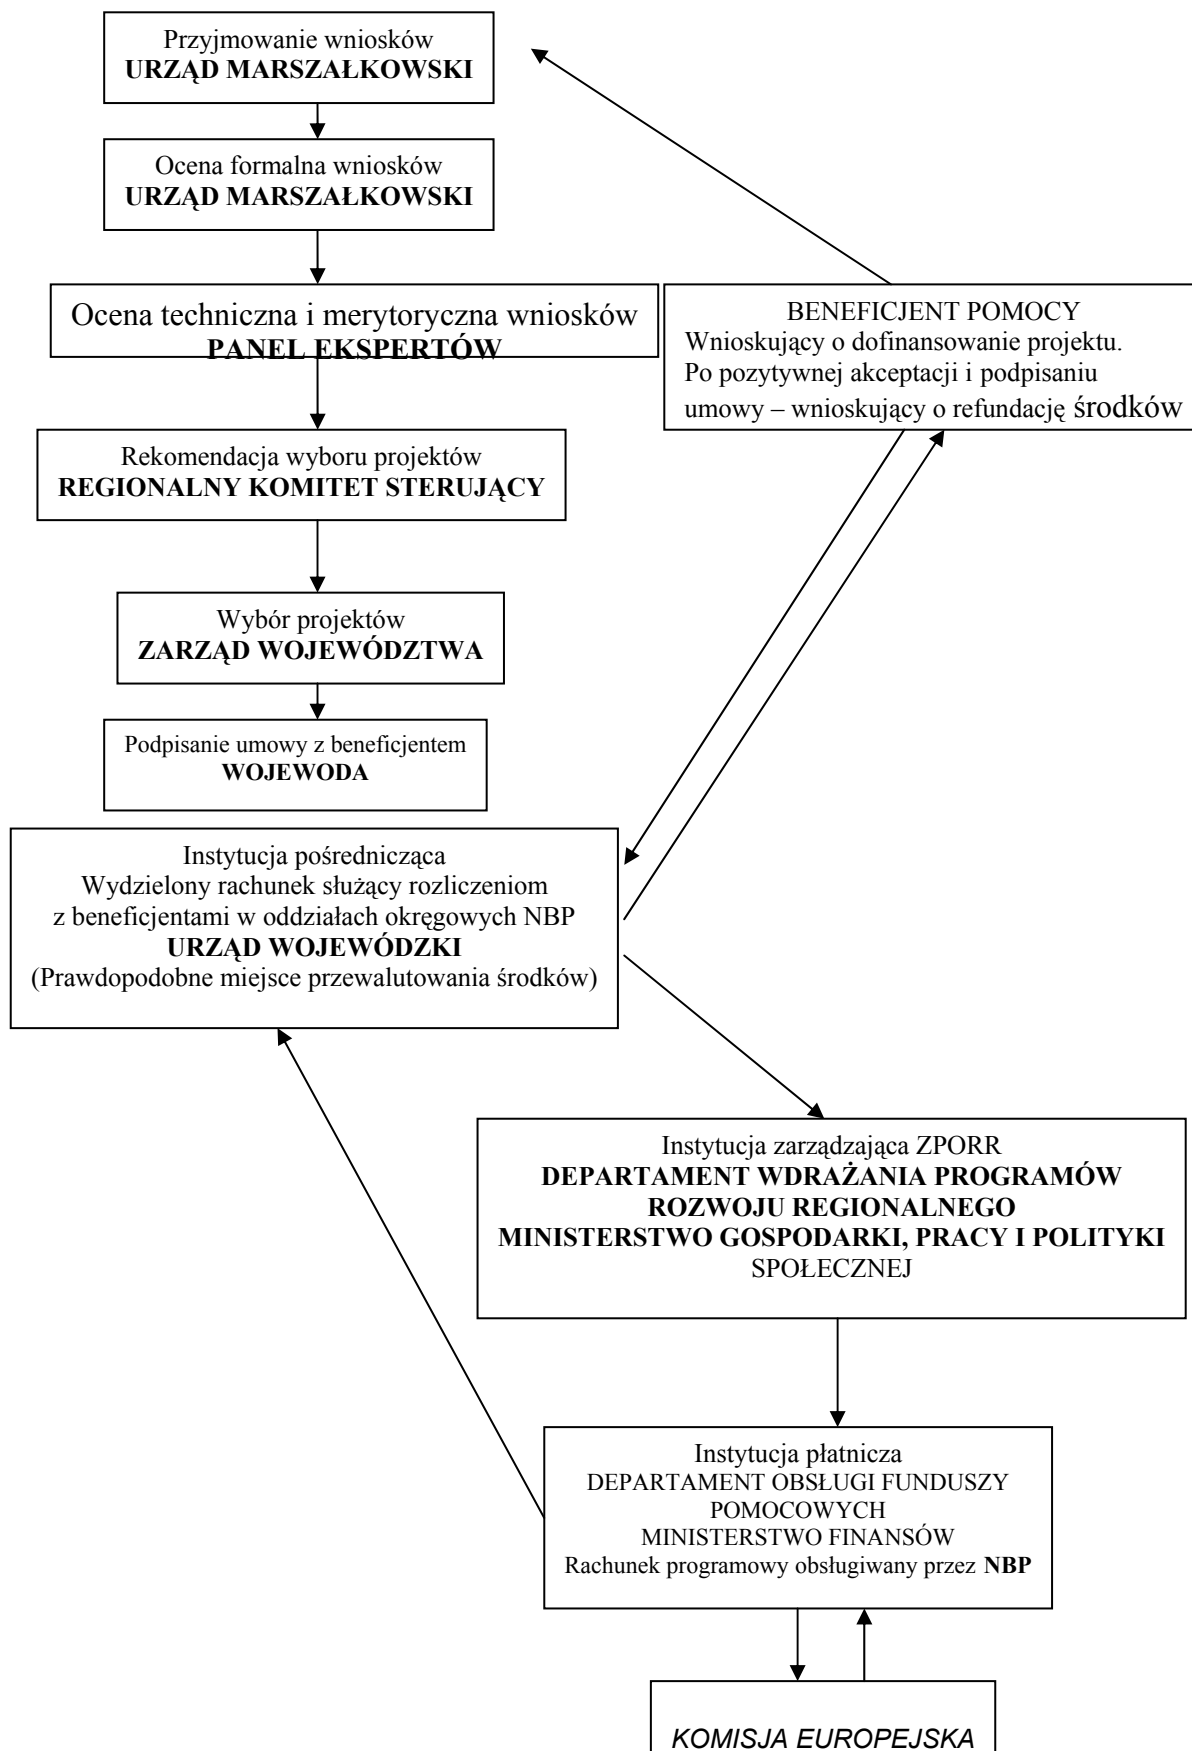 Przyjmowanie wniosków
URZĄD MARSZAŁKOWSKI
Ocena formalna wniosków
URZĄD MARSZAŁKOWSKI
Ocena techniczna i merytoryczna wniosków
PANEL EKSPERTÓW
BENEFICJENT POMOCY
Wnioskujący o dofinansowanie projektu.
Po pozytywnej akceptacji i podpisaniu
umowy – wnioskujący o refundację środków
Rekomendacja wyboru projektów
REGIONALNY KOMITET STERUJĄCY
Wybór projektów
ZARZĄD WOJEWÓDZTWA
Podpisanie umowy z beneficjentem
WOJEWODA
Instytucja pośrednicząca
Wydzielony rachunek służący rozliczeniom
z beneficjentami w oddziałach okręgowych NBP
URZĄD WOJEWÓDZKI
(Prawdopodobne miejsce przewalutowania środków)
Instytucja zarządzająca ZPORR
DEPARTAMENT WDRAŻANIA PROGRAMÓW
ROZWOJU REGIONALNEGO
MINISTERSTWO GOSPODARKI, PRACY I POLITYKI
SPOŁECZNEJ
Instytucja płatnicza
DEPARTAMENT OBSŁUGI FUNDUSZY
POMOCOWYCH
MINISTERSTWO FINANSÓW
Rachunek programowy obsługiwany przez NBP
KOMISJA EUROPEJSKA